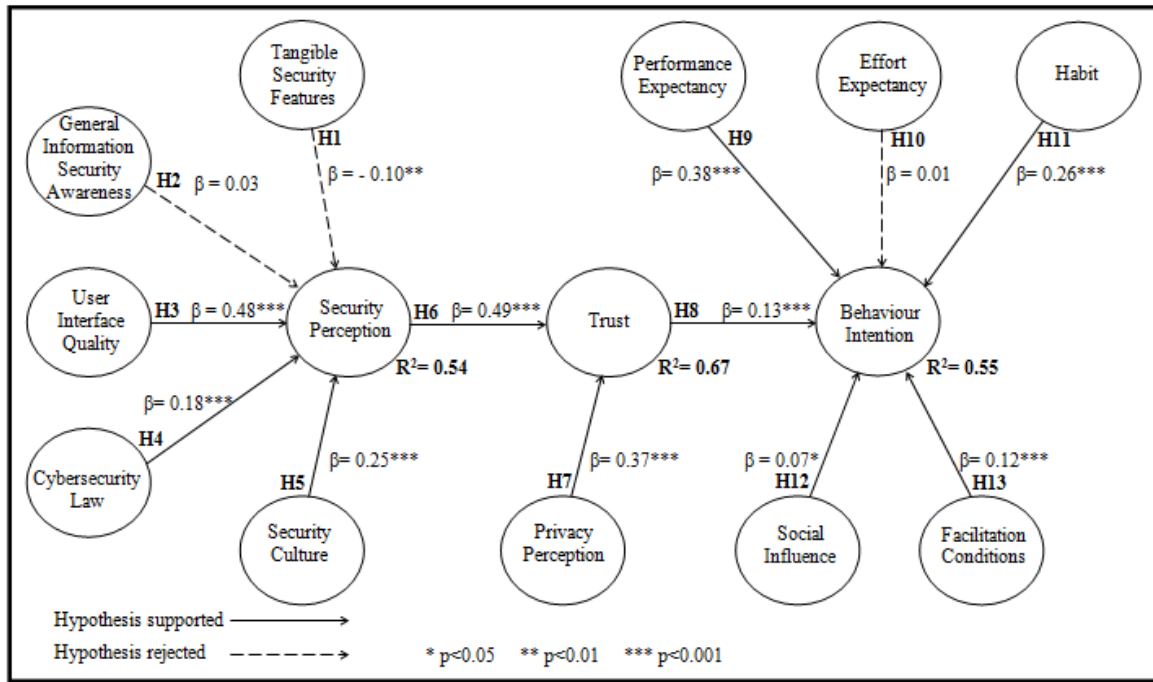 Tangible
Security
Features
Performance
Expectancy
Effort
Expectancy
Habit
General
Information
Security
Awareness
H1
H2
β = 0.03
β = - 0.10**
H9
β= 0.38***
H10
β = 0.01
H11
β= 0.26***
User
Interface
Quality
H3
β = 0.48***
Security
Perception
R²= 0.54
H6
β= 0.49***
Trust
R²= 0.67
H8
β= 0.13***
Behaviour
Intention
R²= 0.55
β= 0.18***
H4
Cybersecurity
Law
β= 0.25***
H5
Security
Culture
β= 0.37***
H7
Privacy
Perception
β = 0.07*
H12
Social
Influence
β= 0.12***
H13
Facilitation
Conditions
Hypothesis supported
Hypothesis rejected
* p<0.05 ** p<0.01 *** p<0.001